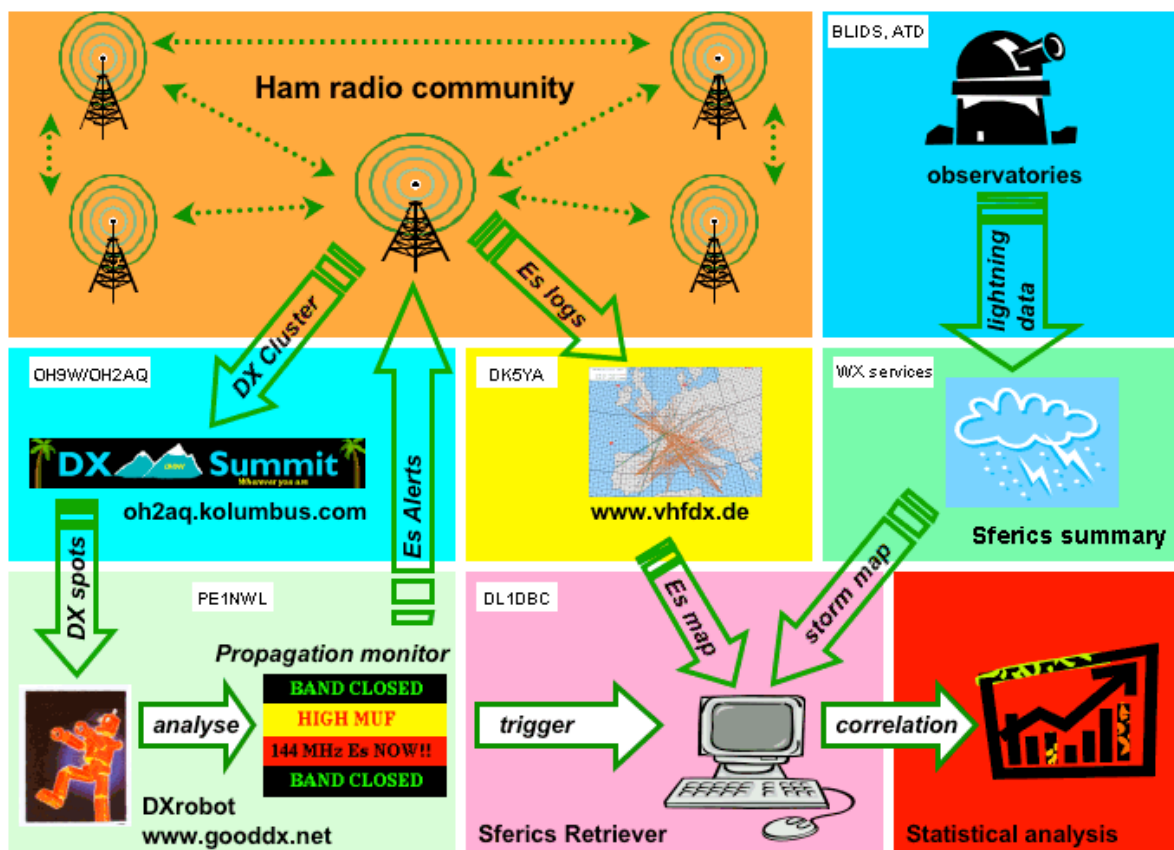 Ham radio community
BLIDS, ATD
observatories
lightning
data
DX Cluster
Es logs
Es Alerts
OH9W/OH2AQ
DX Summit
OH9W
Wherever you are
oh2aq.kolumbus.com
DK5YA
www.vhfdx.de
WX services
Sferics summary
DX spots
Es map
storm map
PE1NWL
Propagation monitor
BAND CLOSED
HIGH MUF
144 MHz Es NOW!!
BAND CLOSED
analyse
DXrobot
www.gooddx.net
DL1DBC
trigger
Sferics Retriever
correlation
Statistical analysis